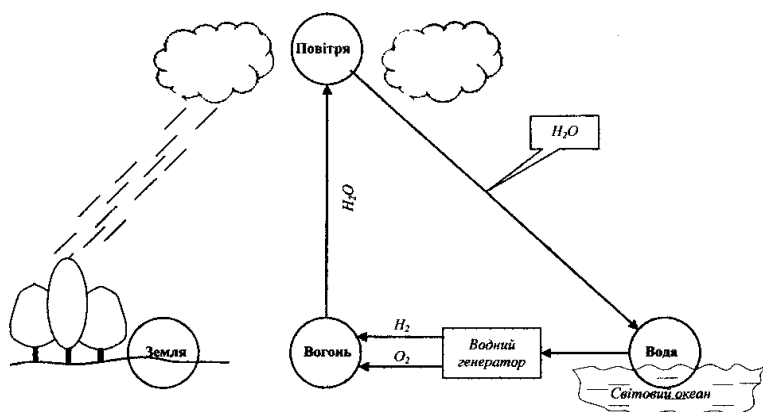 Повітря
H₂O
H₂O
H₂
O₂
Водний
генератор
Земля
Вогонь
Вода
Світовий океан